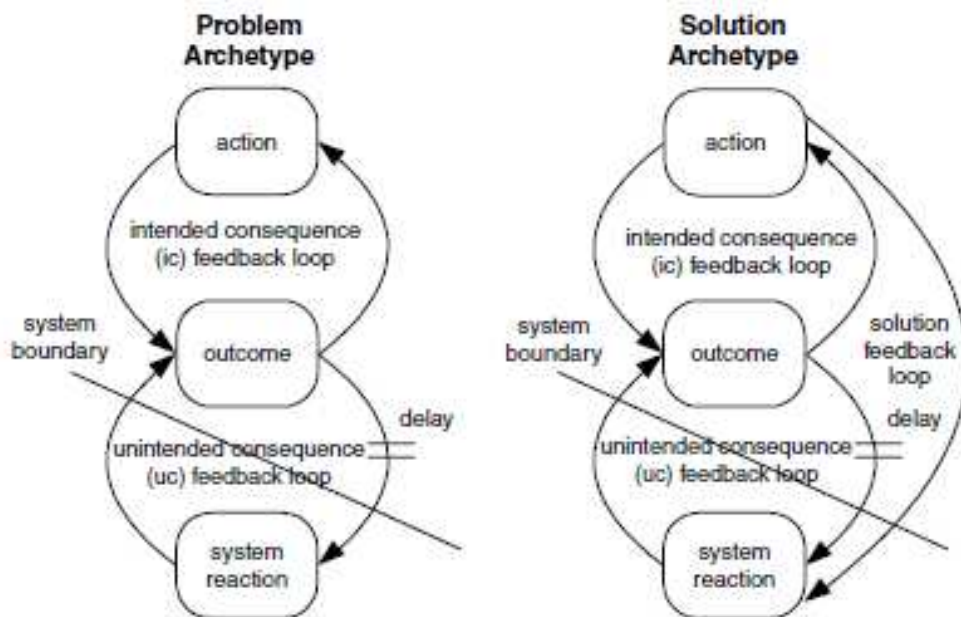 Problem
Archetype
action
intended consequence
(ic) feedback loop
system
boundary
outcome
delay
unintended consequence
(uc) feedback loop
system
reaction
Solution
Archetype
action
intended consequence
(ic) feedback loop
system
boundary
outcome
solution
feedback
loop
delay
unintended consequence
(uc) feedback loop
system
reaction